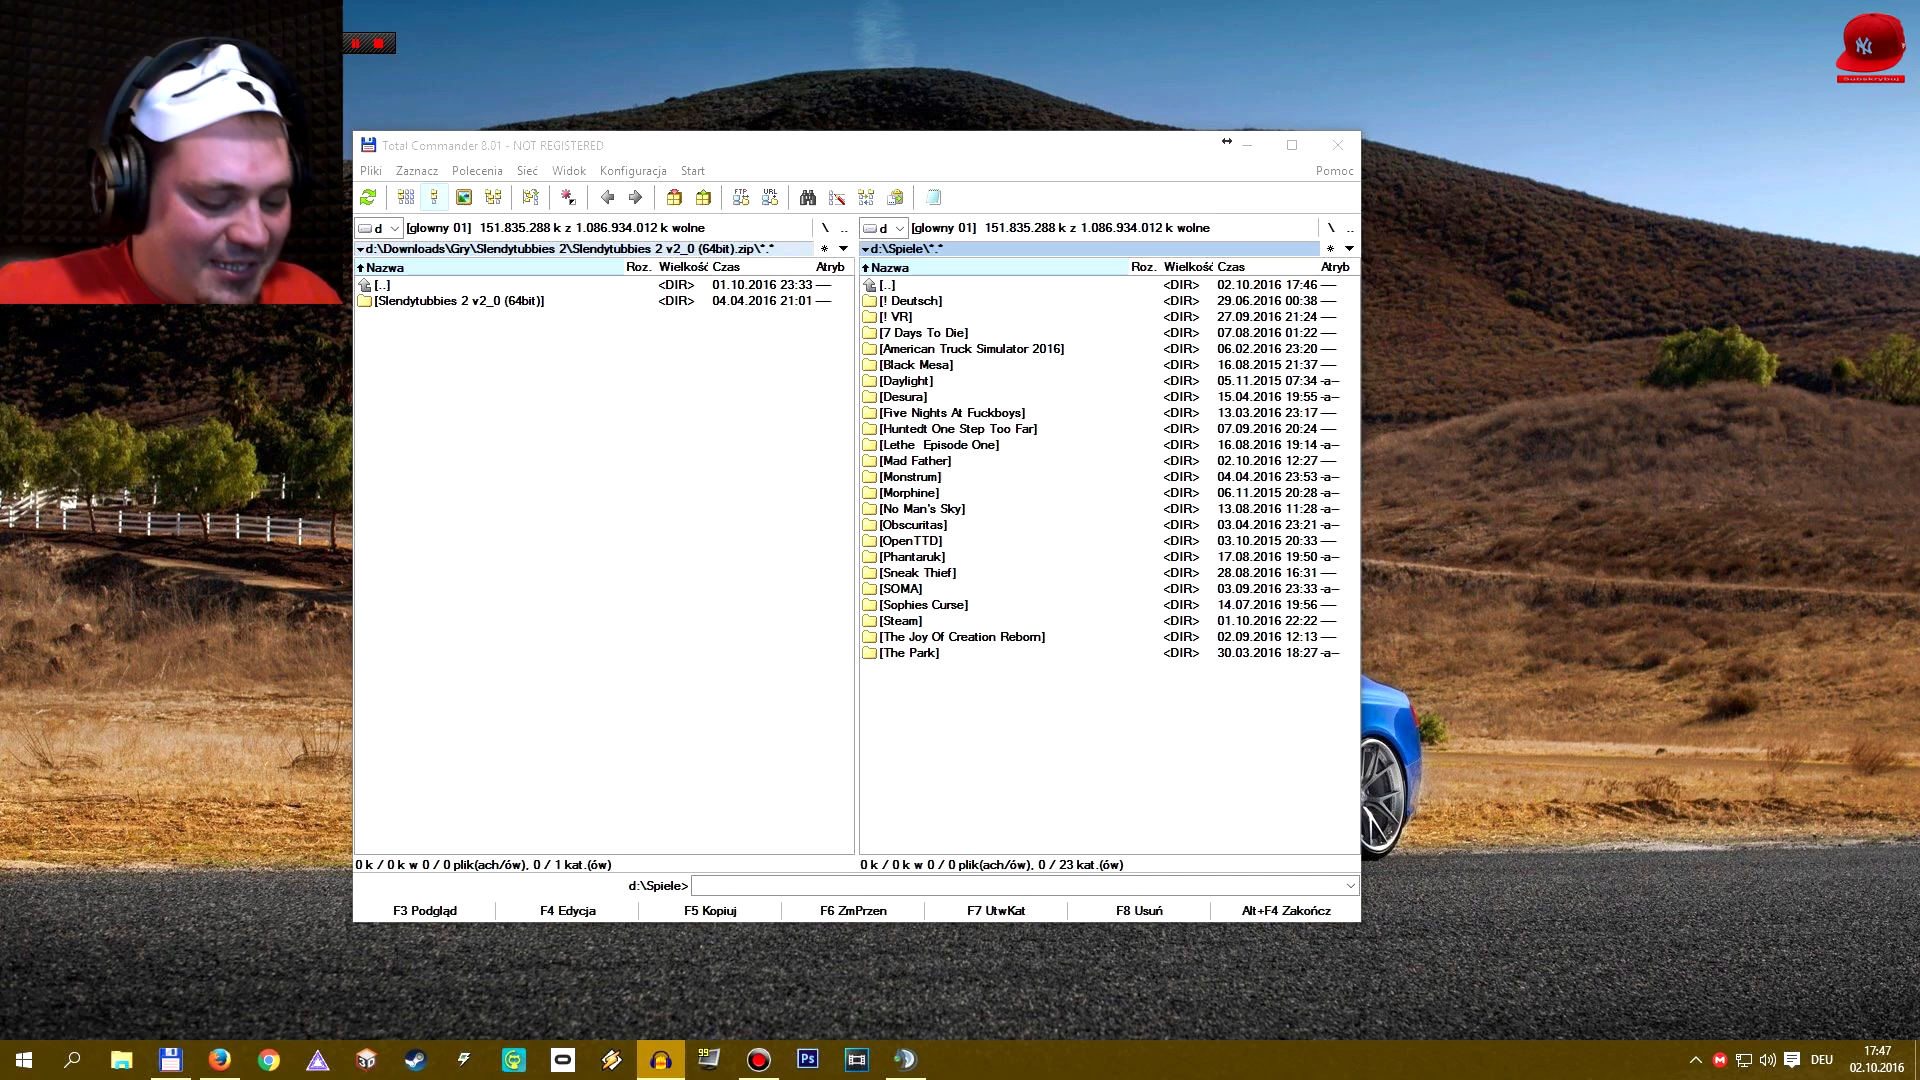 NY
Subskrybuj
Total Commander 8.01 - NOT REGISTERED
Pliki Zaznacz Polecenia Sieć Widok Konfiguracja Start Pomoc
FTP URL
d [glowny 01] 151.835.288 k z 1.086.934.012 k wolne \ ..
d [glowny 01] 151.835.288 k z 1.086.934.012 k wolne \ ..
d:\Downloads\Gry\Slendytubbies 2\Slendytubbies 2 v2_0 (64bit).zip\*.* *
d:\Spiele\*.* *
Nazwa Roz. Wielkość Czas Atryb
[..] <DIR> 01.10.2016 23:33 ----
[Slendytubbies 2 v2_0 (64bit)] <DIR> 04.04.2016 21:01 ----
Nazwa Roz. Wielkość Czas Atryb
[..] <DIR> 02.10.2016 17:46 ----
[! Deutsch] <DIR> 29.06.2016 00:38 ----
[! VR] <DIR> 27.09.2016 21:24 ----
[7 Days To Die] <DIR> 07.08.2016 01:22 ----
[American Truck Simulator 2016] <DIR> 06.02.2016 23:20 ----
[Black Mesa] <DIR> 16.08.2015 21:37 ----
[Daylight] <DIR> 05.11.2015 07:34 -a--
[Desura] <DIR> 15.04.2016 19:55 -a--
[Five Nights At Fuckboys] <DIR> 13.03.2016 23:17 ----
[Huntedt One Step Too Far] <DIR> 07.09.2016 20:24 ----
[Lethe Episode One] <DIR> 16.08.2016 19:14 -a--
[Mad Father] <DIR> 02.10.2016 12:27 ----
[Monstrum] <DIR> 04.04.2016 23:53 -a--
[Morphine] <DIR> 06.11.2015 20:28 -a--
[No Man's Sky] <DIR> 13.08.2016 11:28 -a--
[Obscuritas] <DIR> 03.04.2016 23:21 -a--
[OpenTTD] <DIR> 03.10.2015 20:33 ----
[Phantaruk] <DIR> 17.08.2016 19:50 -a--
[Sneak Thief] <DIR> 28.08.2016 16:31 ----
[SOMA] <DIR> 03.09.2016 23:33 -a--
[Sophies Curse] <DIR> 14.07.2016 19:56 ----
[Steam] <DIR> 01.10.2016 22:22 ----
[The Joy Of Creation Reborn] <DIR> 02.09.2016 12:13 ----
[The Park] <DIR> 30.03.2016 18:27 -a--
0 k / 0 k w 0 / 0 plik(ach/ów), 0 / 1 kat.(ów)
0 k / 0 k w 0 / 0 plik(ach/ów), 0 / 23 kat.(ów)
d:\Spiele>
F3 Podgląd F4 Edycja F5 Kopiuj F6 ZmPrzen F7 UtwKat F8 Usuń Alt+F4 Zakończ
3D 99 Ps DEU 17:47
02.10.2016